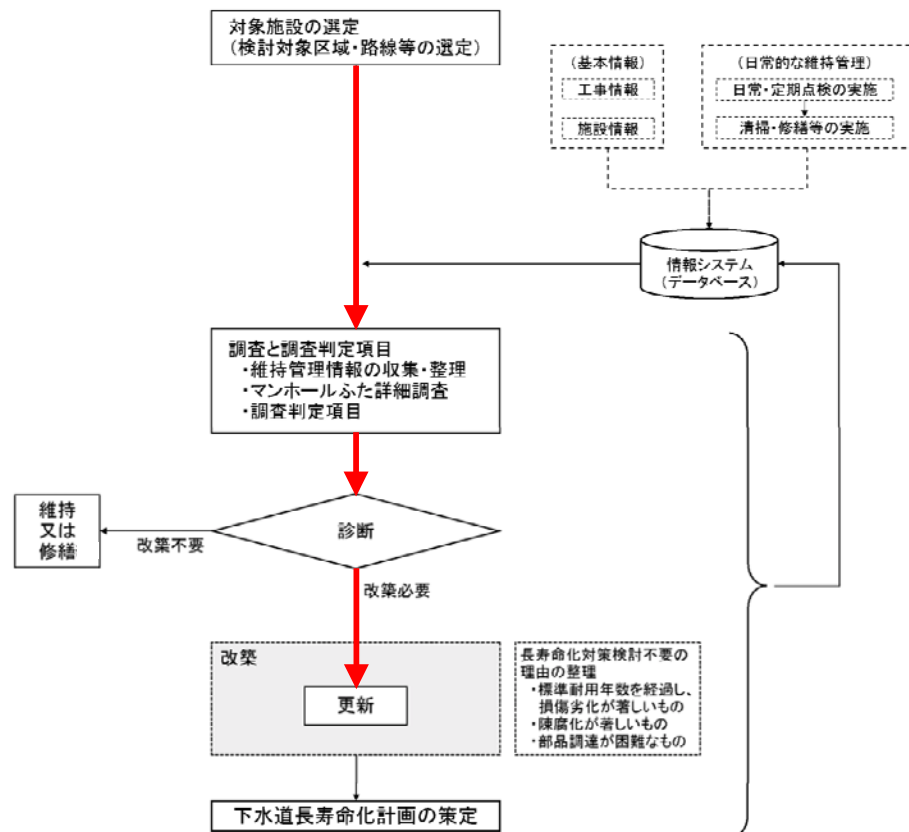 対象施設の選定
（検討対象区域・路線等の選定）
（基本情報）
工事情報
施設情報
（日常的な維持管理）
日常・定期点検の実施
清掃・修繕等の実施
情報システム
（データベース）
調査と調査判定項目
・維持管理情報の収集・整理
・マンホールふた詳細調査
・調査判定項目
診断
維持
又は
修繕
改築不要
改築必要
改築
更新
長寿命化対策検討不要の
理由の整理
・標準耐用年数を経過し、
損傷劣化が著しいもの
・陳腐化が著しいもの
・部品調達が困難なもの
下水道長寿命化計画の策定